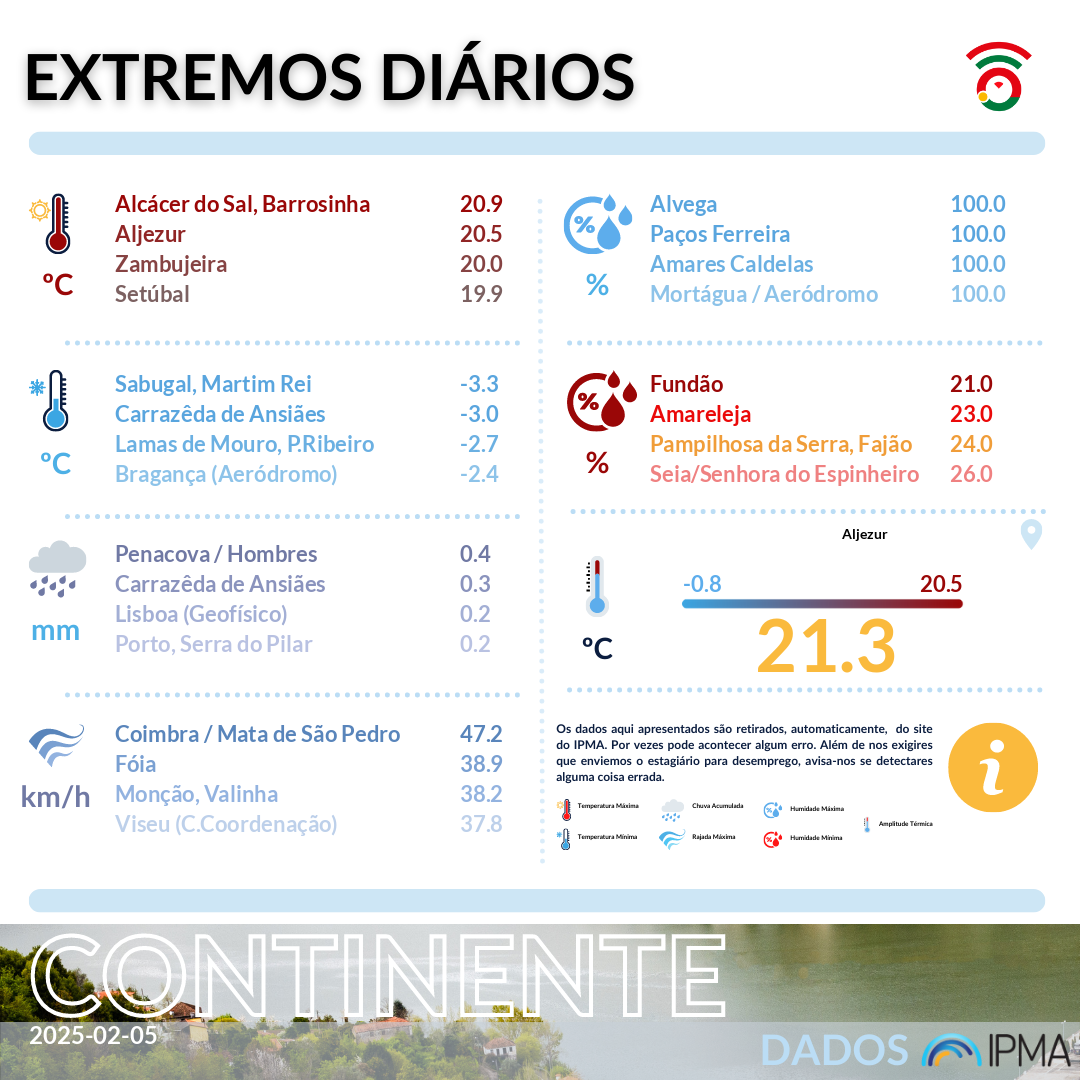 EXTREMOS DIÁRIOS
Alcácer do Sal, Barrosinha 20.9
Aljezur 20.5
Zambujeira 20.0
Setúbal 19.9
ºC
Sabugal, Martim Rei -3.3
Carrazêda de Ansiães -3.0
Lamas de Mouro, P.Ribeiro -2.7
Bragança (Aeródromo) -2.4
ºC
Penacova / Hombres 0.4
Carrazêda de Ansiães 0.3
Lisboa (Geofísico) 0.2
Porto, Serra do Pilar 0.2
mm
Coimbra / Mata de São Pedro 47.2
Fóia 38.9
Monção, Valinha 38.2
Viseu (C.Coordenação) 37.8
km/h
%
Alvega 100.0
Paços Ferreira 100.0
Amares Caldelas 100.0
Mortágua / Aeródromo 100.0
%
%
Fundão 21.0
Amareleja 23.0
Pampilhosa da Serra, Fajão 24.0
Seia/Senhora do Espinheiro 26.0
%
Aljezur
-0.8 20.5
21.3
ºC
Os dados aqui apresentados são retirados, automaticamente, do site
do IPMA. Por vezes pode acontecer algum erro. Além de nos exigires
que enviemos o estagiário para desemprego, avisa-nos se detectares
alguma coisa errada.
i
Temperatura Máxima Chuva Acumulada Humidade Máxima
Amplitude Térmica
Temperatura Mínima Rajada Máxima Humidade Mínima
CONTINENTE
2025-02-05
DADOS IPMA